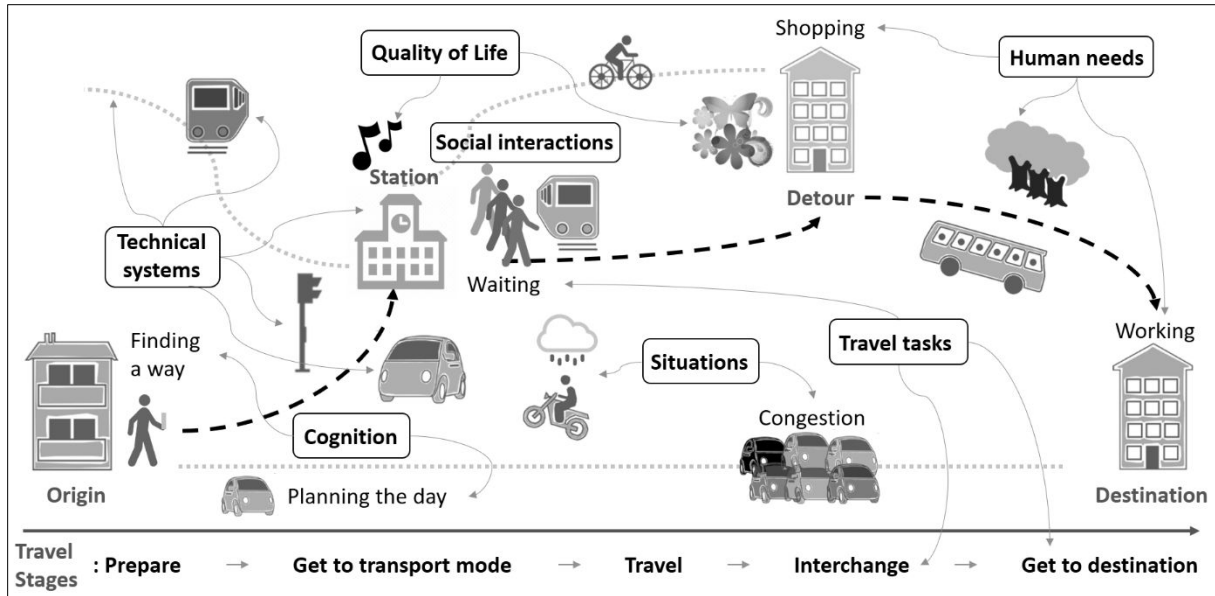 Shopping
Quality of Life
Human needs
Social interactions
Station
Detour
Technical
systems
Waiting
Finding
a way
Working
Situations
Travel tasks
Congestion
Cognition
Origin
Planning the day
Destination
Travel
Stages
: Prepare → Get to transport mode → Travel → Interchange → Get to destination